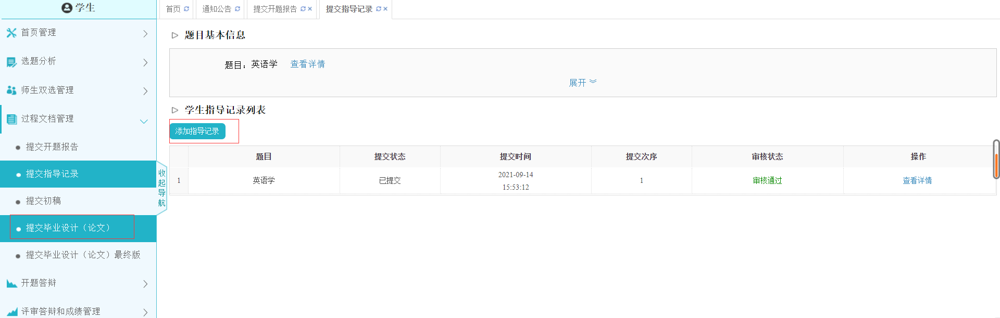 学生
首页管理
选题分析
师生双选管理
过程文档管理
提交开题报告
提交指导记录
提交初稿
提交毕业设计（论文）
提交毕业设计（论文）最终版
开题答辩
评审答辩和成绩管理
收起导航
首页 通知公告 提交开题报告 提交指导记录
题目基本信息
题目：英语学 查看详情
展开
学生指导记录列表
添加指导记录
题目 提交状态 提交时间 提交次序 审核状态 操作
1 英语学 已提交 2021-09-14 15:53:12 1 审核通过 查看详情